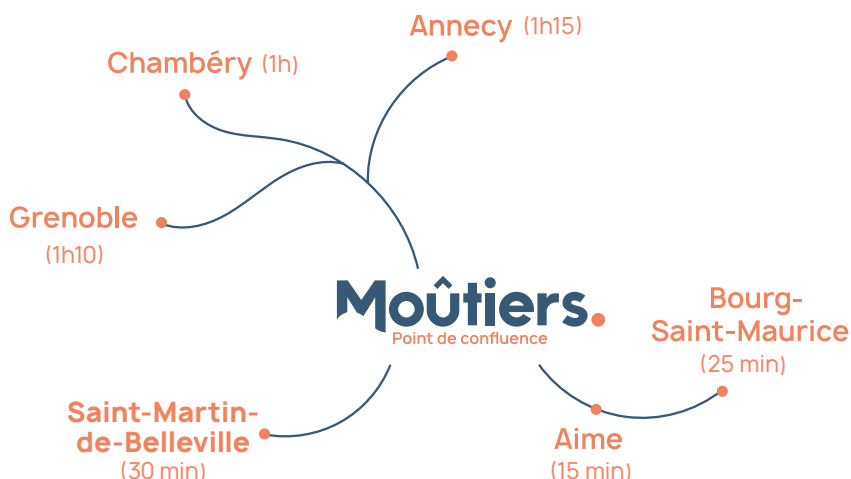 Annecy (1h15)
Chambéry (1h)
Grenoble
(1h10)
Moûtiers.
Point de confluence
Bourg-
Saint-Maurice
(25 min)
Saint-Martin-
de-Belleville
(30 min)
Aime
(15 min)